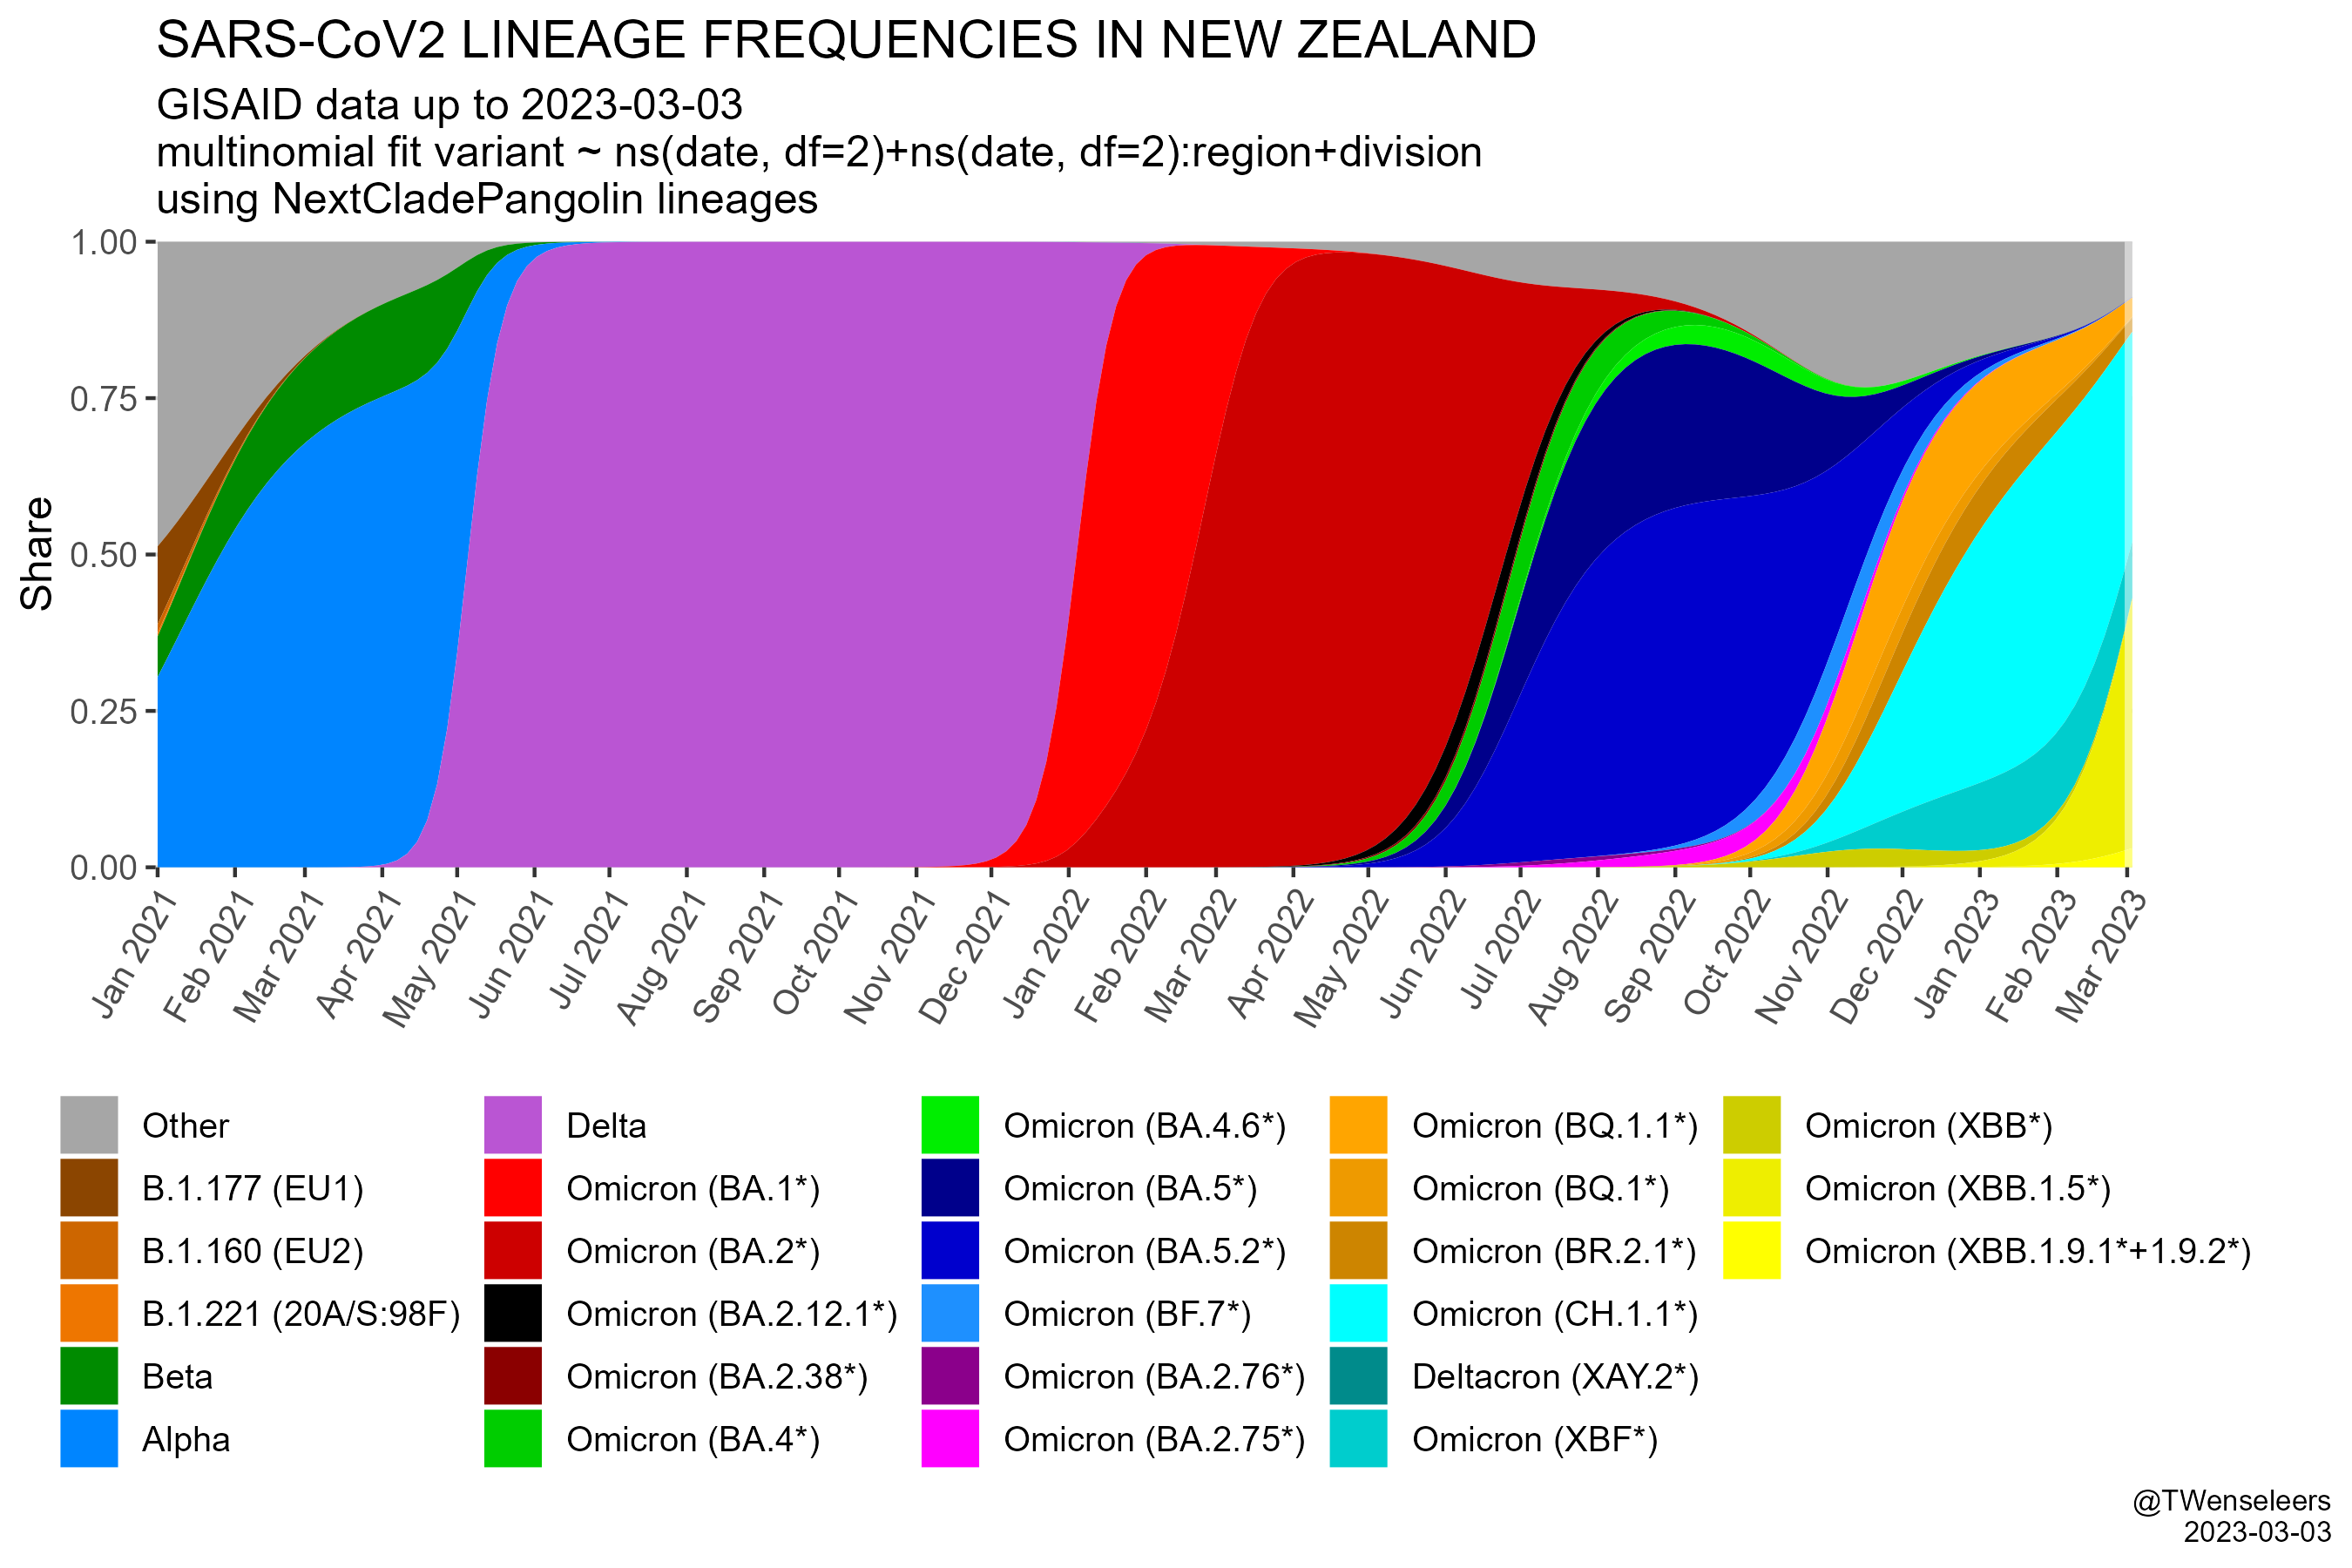 SARS-CoV2 LINEAGE FREQUENCIES IN NEW ZEALAND
GISAID data up to 2023-03-03
multinomial fit variant ~ ns(date, df=2)+ns(date, df=2):region+division
using NextCladePangolin lineages
Share
1.00
0.75
0.50
0.25
0.00
Jan 2021
Feb 2021
Mar 2021
Apr 2021
May 2021
Jun 2021
Jul 2021
Aug 2021
Sep 2021
Oct 2021
Nov 2021
Dec 2021
Jan 2022
Feb 2022
Mar 2022
Apr 2022
May 2022
Jun 2022
Jul 2022
Aug 2022
Sep 2022
Oct 2022
Nov 2022
Dec 2022
Jan 2023
Feb 2023
Mar 2023
Other
B.1.177 (EU1)
B.1.160 (EU2)
B.1.221 (20A/S:98F)
Beta
Alpha
Delta
Omicron (BA.1*)
Omicron (BA.2*)
Omicron (BA.2.12.1*)
Omicron (BA.2.38*)
Omicron (BA.4*)
Omicron (BA.4.6*)
Omicron (BA.5*)
Omicron (BA.5.2*)
Omicron (BF.7*)
Omicron (BA.2.76*)
Omicron (BA.2.75*)
Omicron (BQ.1.1*)
Omicron (BQ.1*)
Omicron (BR.2.1*)
Omicron (CH.1.1*)
Deltacron (XAY.2*)
Omicron (XBF*)
Omicron (XBB*)
Omicron (XBB.1.5*)
Omicron (XBB.1.9.1*+1.9.2*)
@TWenseleers
2023-03-03